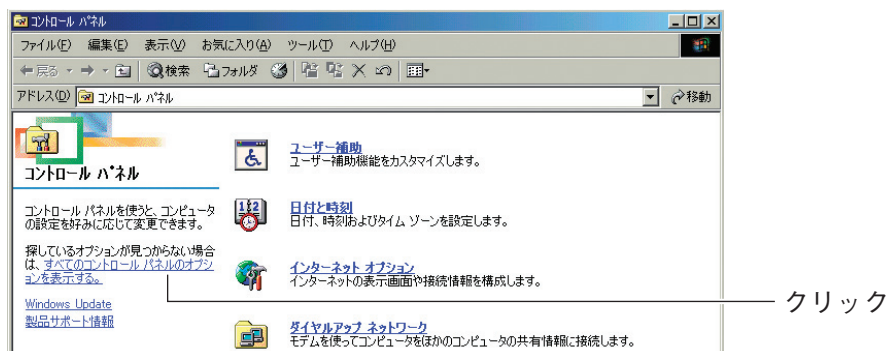 コントロール パネル
ファイル(F) 編集(E) 表示(V) お気に入り(A) ツール(T) ヘルプ(H)
戻る 検索 フォルダ
アドレス(D) コントロール パネル 移動
コントロール パネル
コントロール パネルを使うと、コンピュータ
の設定を好みに応じて変更できます。
探しているオプションが見つからない場合
は、すべてのコントロール パネルのオプシ
ョンを表示する。
Windows Update
製品サポート情報
ユーザー補助
ユーザー補助機能をカスタマイズします。
日付と時刻
日付、時刻およびタイム ゾーンを設定します。
インターネット オプション
インターネットの表示画面や接続情報を構成します。
ダイヤルアップ ネットワーク
モデムを使ってコンピュータをほかのコンピュータの共有情報に接続します。
クリック